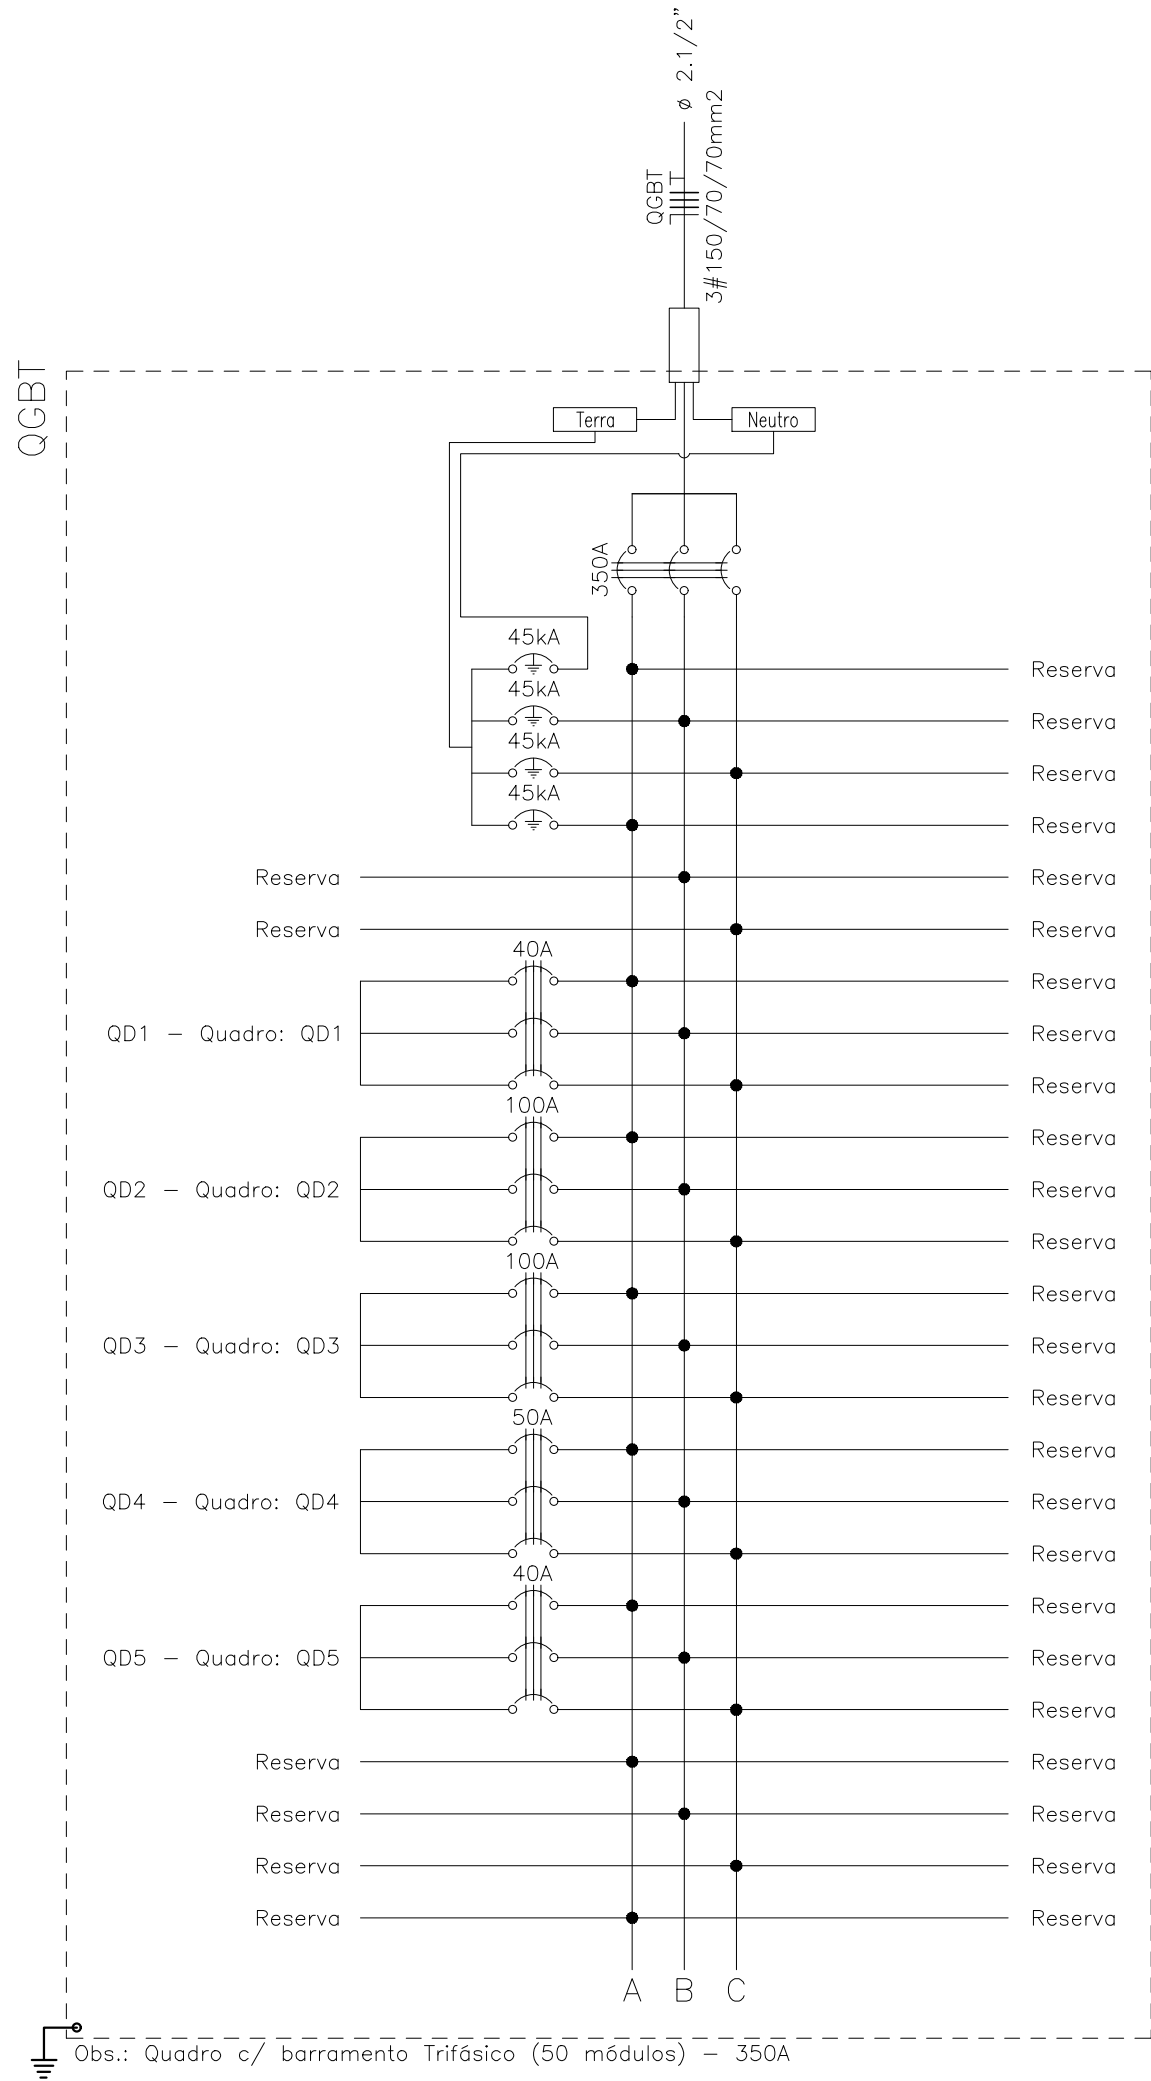 ø 2.1/2"
QGBT
3#150/70/70mm2
QGBT
Terra
Neutro
350A
45kA
Reserva
45kA
Reserva
45kA
Reserva
45kA
Reserva
Reserva
Reserva
Reserva
Reserva
40A
Reserva
QD1 - Quadro: QD1
Reserva
Reserva
100A
Reserva
QD2 - Quadro: QD2
Reserva
Reserva
100A
Reserva
QD3 - Quadro: QD3
Reserva
Reserva
50A
Reserva
QD4 - Quadro: QD4
Reserva
Reserva
40A
Reserva
QD5 - Quadro: QD5
Reserva
Reserva
Reserva
Reserva
Reserva
Reserva
Reserva
Reserva
Reserva
Reserva
A B C
Obs.: Quadro c/ barramento Trifásico (50 módulos) - 350A